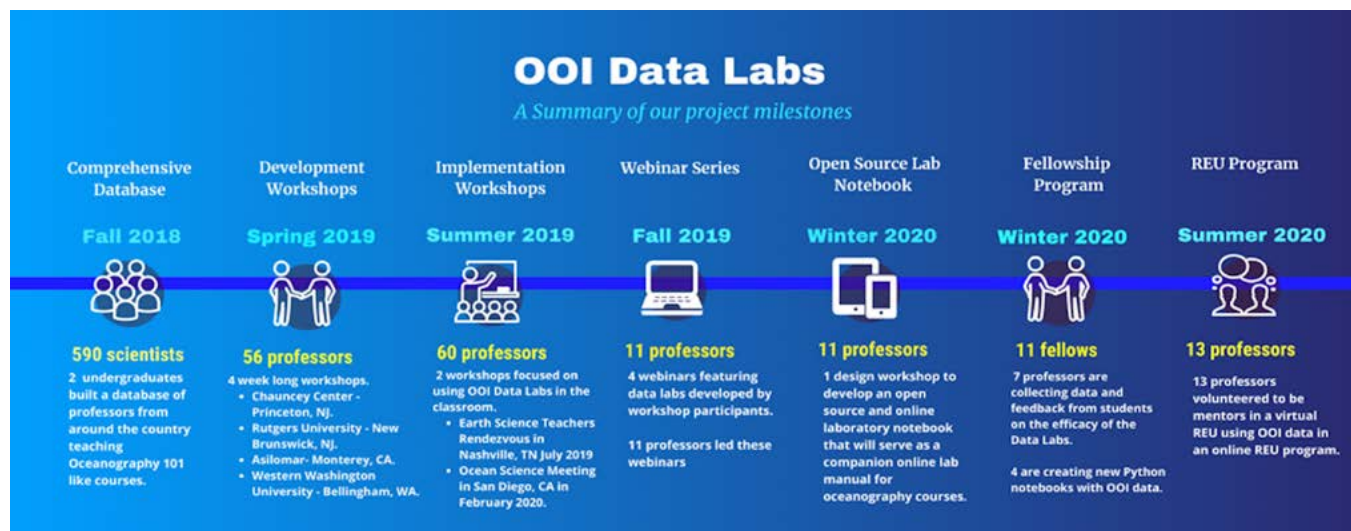 OOI Data Labs
A Summary of our project milestones
Comprehensive
Database
Fall 2018
590 scientists
2 undergraduates
built a database of
professors from
around the country
teaching
Oceanography 101
like courses.
Development
Workshops
Spring 2019
56 professors
4 week long workshops.
• Chauncey Center -
Princeton, NJ.
• Rutgers University - New
Brunswick, NJ.
• Asilomar- Monterey, CA.
• Western Washington
University - Bellingham, WA.
Implementation
Workshops
Summer 2019
60 professors
2 workshops focused on
using OOI Data Labs in the
classroom.
• Earth Science Teachers
Rendezvous in
Nashville, TN July 2019
• Ocean Science Meeting
in San Diego, CA in
February 2020.
Webinar Series
Fall 2019
11 professors
4 webinars featuring
data labs developed by
workshop participants.
11 professors led these
webinars
Open Source Lab
Notebook
Winter 2020
11 professors
1 design workshop to
develop an open
source and online
laboratory notebook
that will serve as a
companion online lab
manual for
oceanography courses.
Fellowship
Program
Winter 2020
11 fellows
7 professors are
collecting data and
feedback from students
on the efficacy of the
Data Labs.
4 are creating new Python
notebooks with OOI data.
REU Program
Summer 2020
13 professors
13 professors
volunteered to be
mentors in a virtual
REU using OOI data in
an online REU program.